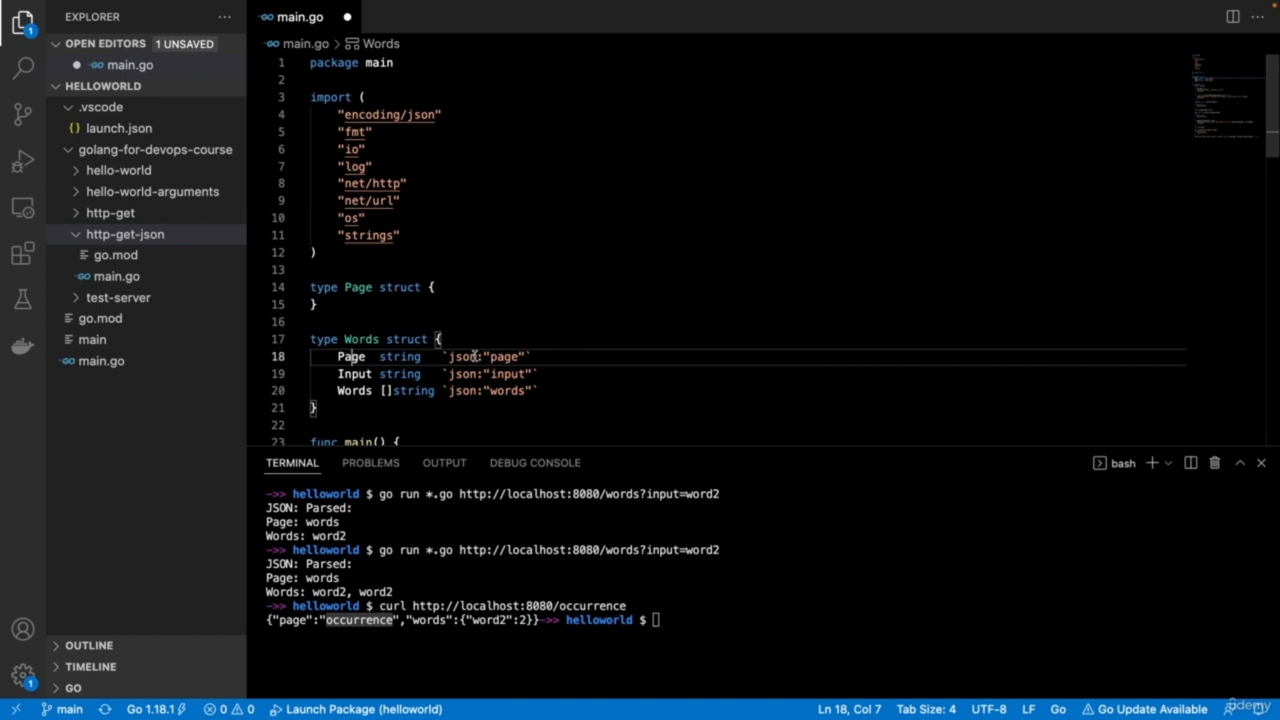 EXPLORER
OPEN EDITORS 1 UNSAVED
main.go
HELLOWORLD
.vscode
launch.json
golang-for-devops-course
hello-world
hello-world-arguments
http-get
http-get-json
go.mod
main.go
test-server
go.mod
main
main.go
OUTLINE
TIMELINE
GO
main.go
main.go > Words
1 package main
2
3 import (
4 "encoding/json"
5 "fmt"
6 "io"
7 "log"
8 "net/http"
9 "net/url"
10 "os"
11 "strings"
12 )
13
14 type Page struct {
15 }
16
17 type Words struct {
18 Page string `json:"page"`
19 Input string `json:"input"`
20 Words []string `json:"words"`
21 }
22
23 func main() {
TERMINAL PROBLEMS OUTPUT DEBUG CONSOLE bash
->> helloworld $ go run *.go http://localhost:8080/words?input=word2
JSON: Parsed:
Page: words
Words: word2
->> helloworld $ go run *.go http://localhost:8080/words?input=word2
JSON: Parsed:
Page: words
Words: word2, word2
->> helloworld $ curl http://localhost:8080/occurrence
{"page":"occurrence","words":{"word2":2}}->> helloworld $
main Go 1.18.1 0 0 Launch Package (helloworld) Ln 18, Col 7 Tab Size: 4 UTF-8 LF Go Go Update Available
udemy